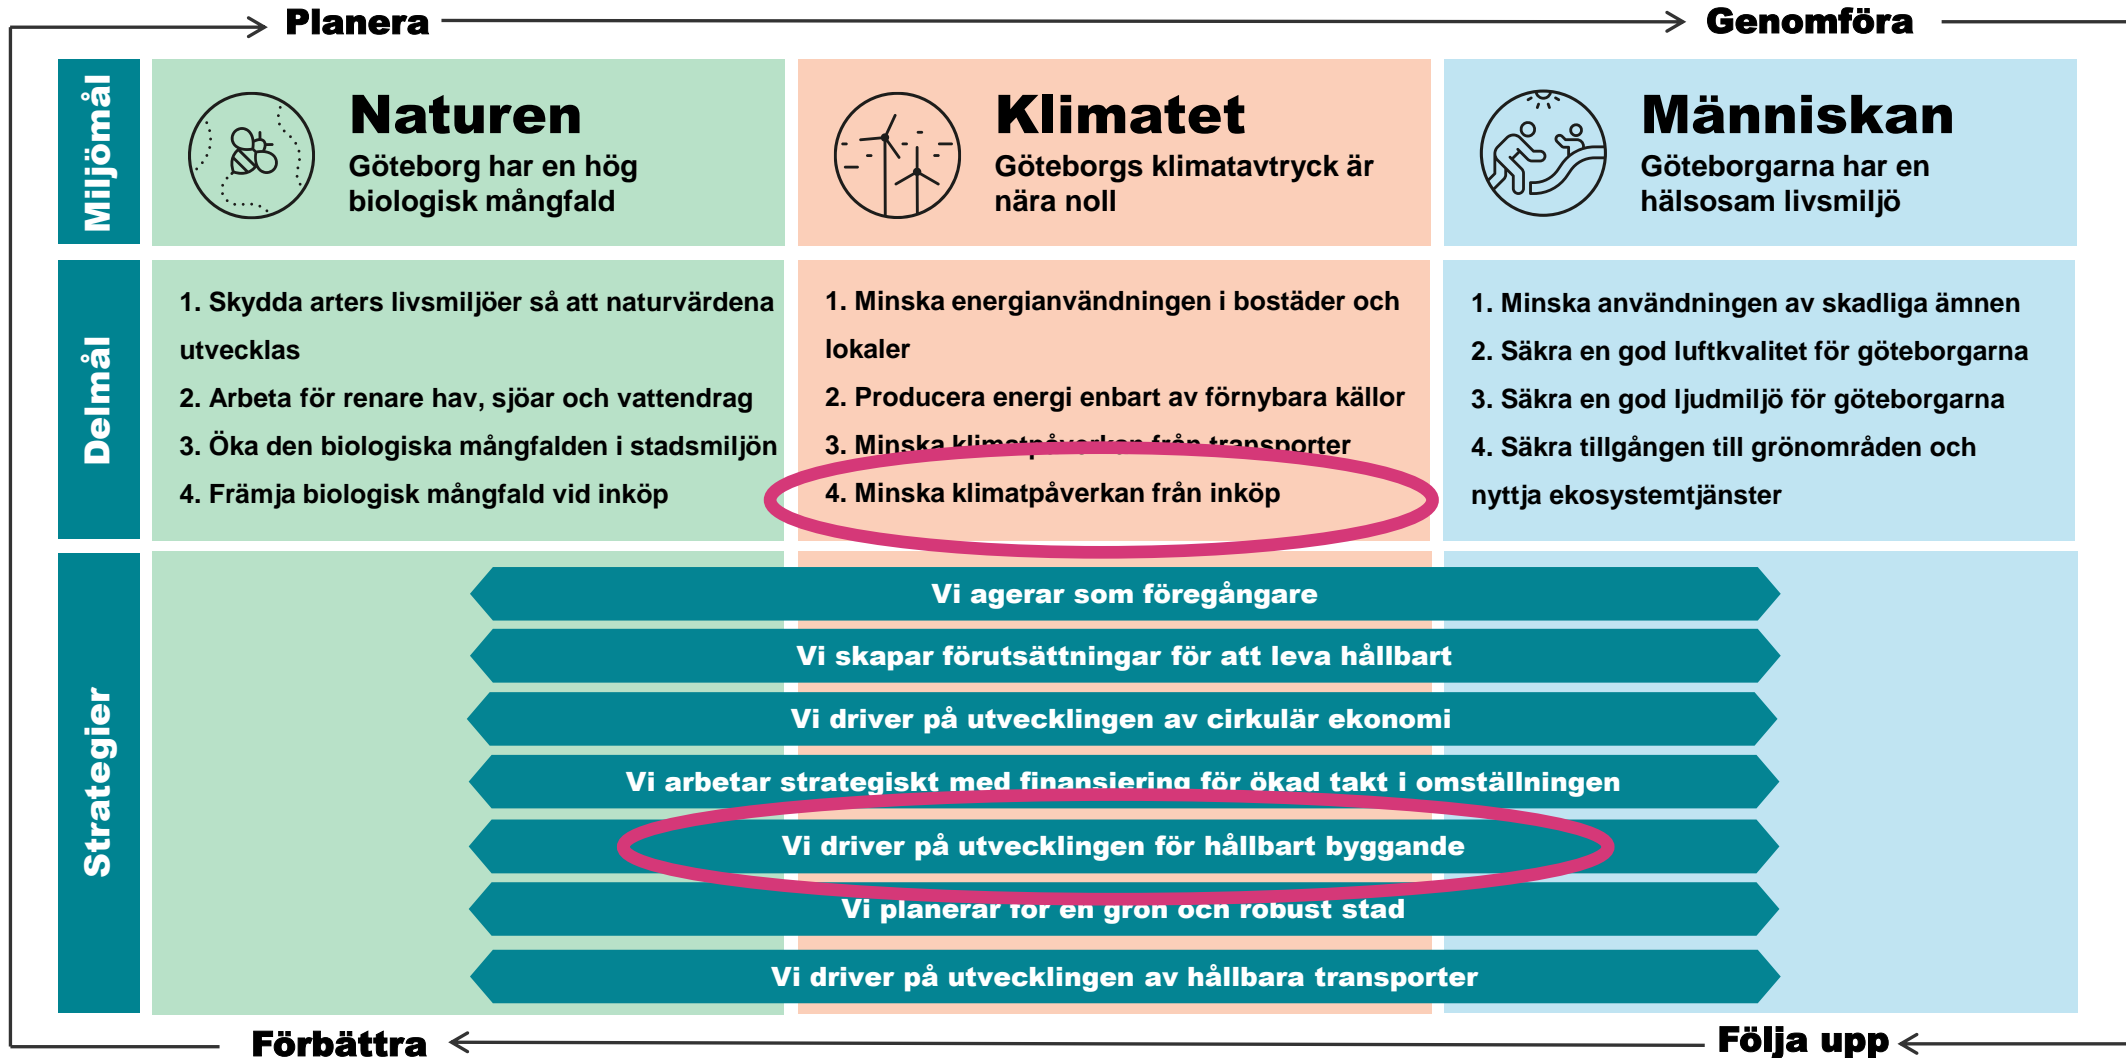 Planera
Genomföra
Miljömål
Naturen
Göteborg har en hög
biologisk mångfald
Klimatet
Göteborgs klimatavtryck är
nära noll
Människan
Göteborgarna har en
hälsosam livsmiljö
Delmål
1. Skydda arters livsmiljöer så att naturvärdena
utvecklas
2. Arbeta för renare hav, sjöar och vattendrag
3. Öka den biologiska mångfalden i stadsmiljön
4. Främja biologisk mångfald vid inköp
1. Minska energianvändningen i bostäder och
lokaler
2. Producera energi enbart av förnybara källor
3. Minska klimatpåverkan från transporter
4. Minska klimatpåverkan från inköp
1. Minska användningen av skadliga ämnen
2. Säkra en god luftkvalitet för göteborgarna
3. Säkra en god ljudmiljö för göteborgarna
4. Säkra tillgången till grönområden och
nyttja ekosystemtjänster
Strategier
Vi agerar som föregångare
Vi skapar förutsättningar för att leva hållbart
Vi driver på utvecklingen av cirkulär ekonomi
Vi arbetar strategiskt med finansiering för ökad takt i omställningen
Vi driver på utvecklingen för hållbart byggande
Vi planerar för en grön och robust stad
Vi driver på utvecklingen av hållbara transporter
Förbättra
Följa upp